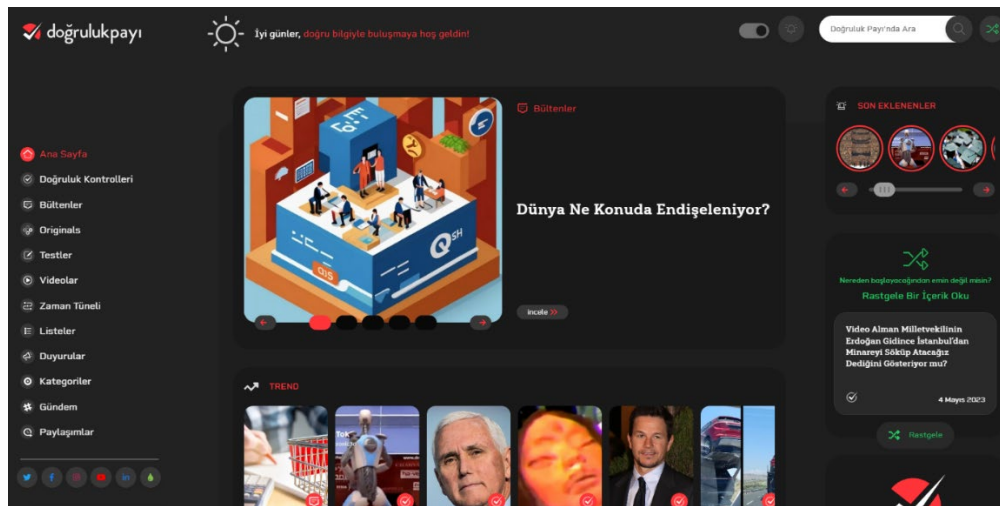 doğrulukpayı
İyi günler, doğru bilgiyle buluşmaya hoş geldin!
Doğruluk Payı'nda Ara
Ana Sayfa
Doğruluk Kontrolleri
Bültenler
Originals
Testler
Videolar
Zaman Tüneli
Listeler
Duyurular
Kategoriler
Gündem
Paylaşımlar
Bültenler
Dünya Ne Konuda Endişeleniyor?
incele
TREND
SON EKLENENLER
Nereden başlayacağından emin değil misin?
Rastgele Bir İçerik Oku
Video Alman Milletvekilinin
Erdoğan Gidince İstanbul'dan
Minareyi Söküp Atacağız
Dediğini Gösteriyor mu?
4 Mayıs 2023
Rastgele